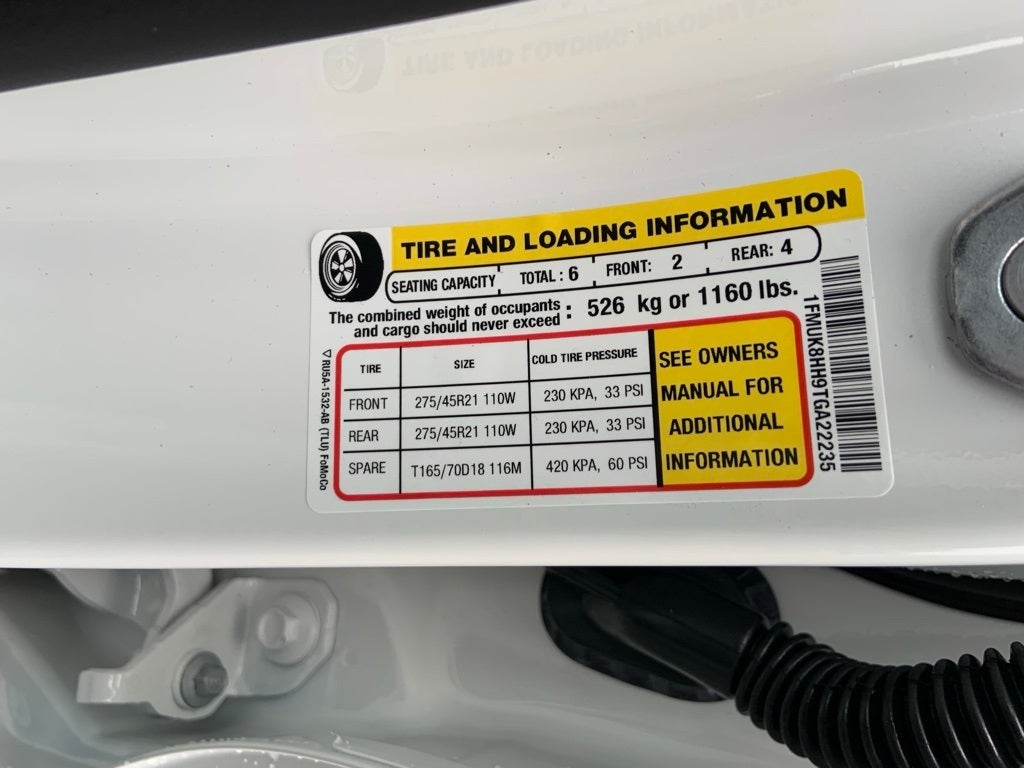 TIRE AND LOADING INFORMATION
SEATING CAPACITY TOTAL : 6 FRONT: 2 REAR: 4
The combined weight of occupants
and cargo should never exceed : 526 kg or 1160 lbs.
TIRE SIZE COLD TIRE PRESSURE
FRONT 275/45R21 110W 230 KPA, 33 PSI
REAR 275/45R21 110W 230 KPA, 33 PSI
SPARE T165/70D18 116M 420 KPA, 60 PSI
SEE OWNERS
MANUAL FOR
ADDITIONAL
INFORMATION
1FMUK8HH9TGA22235
RU5A-1532-AB (TLU) FoMoCo